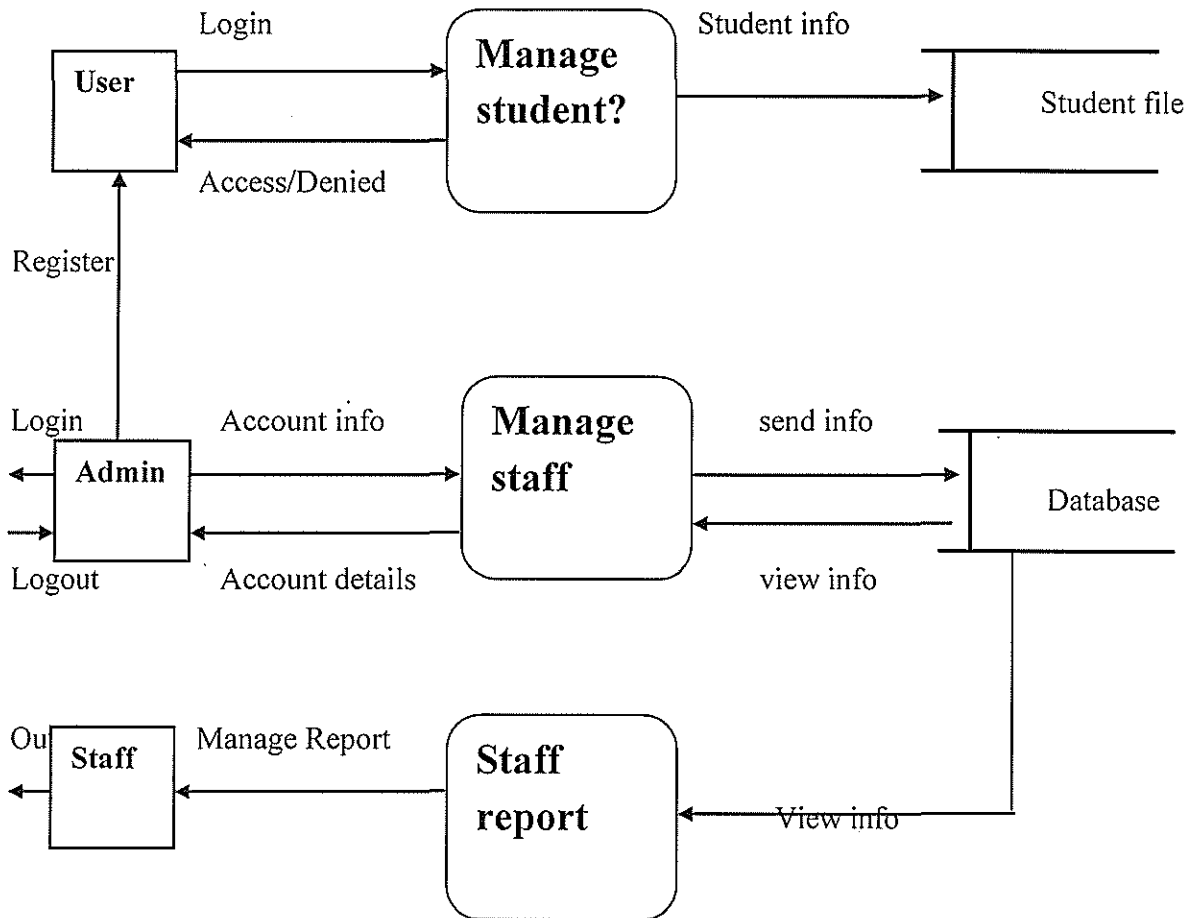 Login
Student info
User
Manage
student?
Student file
Access/Denied
Register
Login
Account info
Manage
staff
send info
Admin
Database
Logout
Account details
view info
Ou
Manage Report
Staff
Staff
report
View info